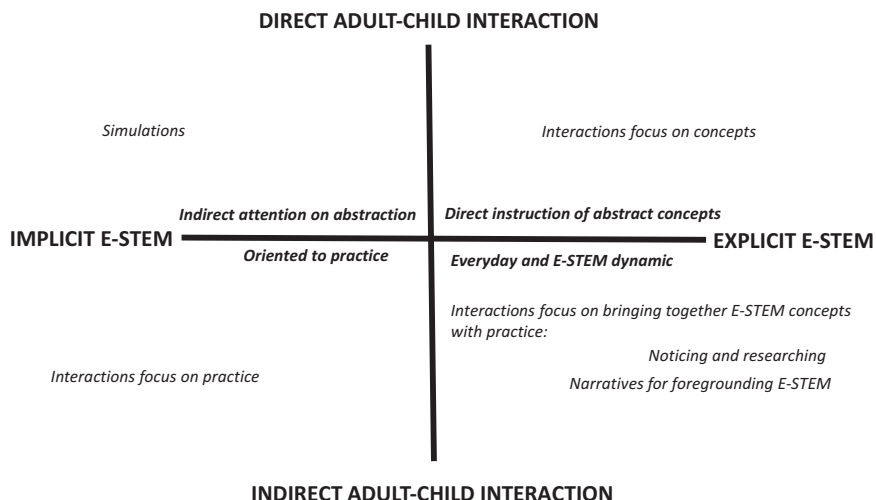 DIRECT ADULT-CHILD INTERACTION
Simulations
Interactions focus on concepts
Indirect attention on abstraction
Direct instruction of abstract concepts
IMPLICIT E-STEM
EXPLICIT E-STEM
Oriented to practice
Everyday and E-STEM dynamic
Interactions focus on bringing together E-STEM concepts
with practice:
Noticing and researching
Interactions focus on practice
Narratives for foregrounding E-STEM
INDIRECT ADULT-CHILD INTERACTION